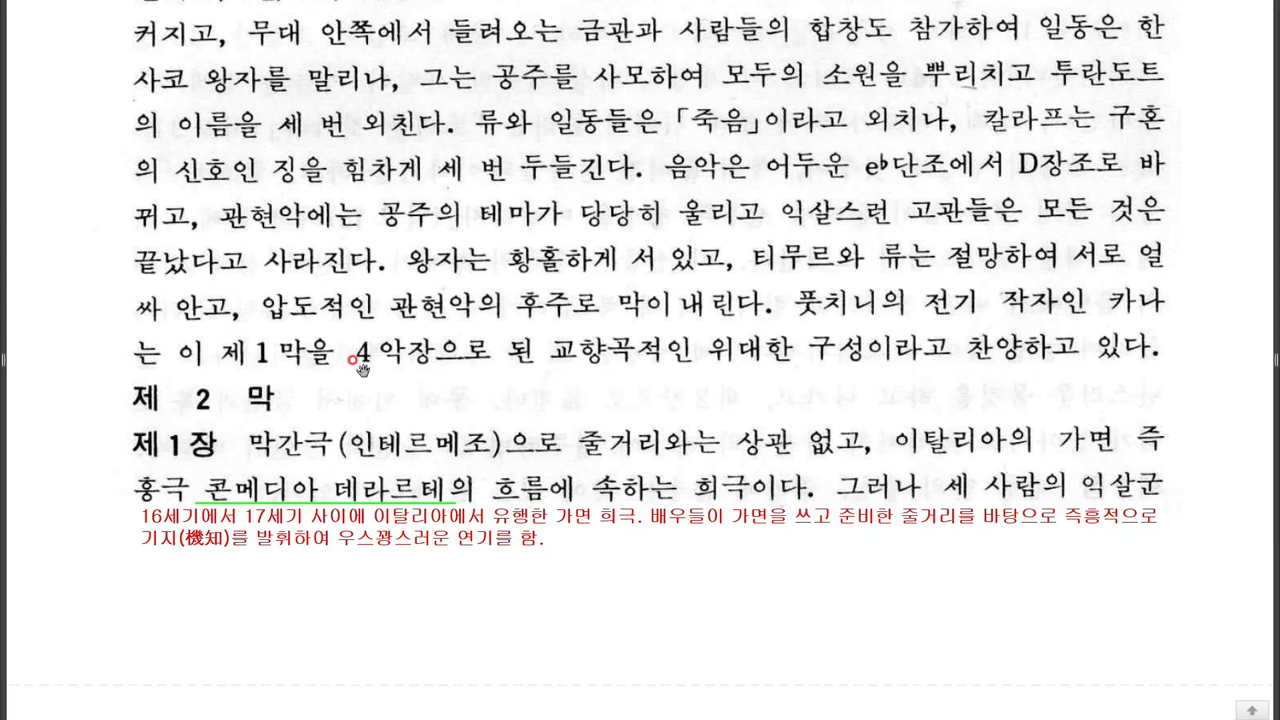 커지고, 무대 안쪽에서 들려오는 금관과 사람들의 합창도 참가하여 일동은 한
사코 왕자를 말리나, 그는 공주를 사모하여 모두의 소원을 뿌리치고 투란도트
의 이름을 세 번 외친다. 류와 일동들은 「죽음」이라고 외치나, 칼라프는 구혼
의 신호인 징을 힘차게 세 번 두들긴다. 음악은 어두운 e♭단조에서 D장조로 바
뀌고, 관현악에는 공주의 테마가 당당히 울리고 익살스런 고관들은 모든 것은
끝났다고 사라진다. 왕자는 황홀하게 서 있고, 티무르와 류는 절망하여 서로 얼
싸 안고, 압도적인 관현악의 후주로 막이 내린다. 풋치니의 전기 작자인 카나
는 이 제1막을 4악장으로 된 교향곡적인 위대한 구성이라고 찬양하고 있다.
제 2 막
제1장 막간극(인테르메조)으로 줄거리와는 상관 없고, 이탈리아의 가면 즉
흥극 콘메디아 데라르테의 흐름에 속하는 희극이다. 그러나 세 사람의 익살꾼
16세기에서 17세기 사이에 이탈리아에서 유행한 가면 희극. 배우들이 가면을 쓰고 준비한 줄거리를 바탕으로 즉흥적으로
기지(機知)를 발휘하여 우스꽝스러운 연기를 함.